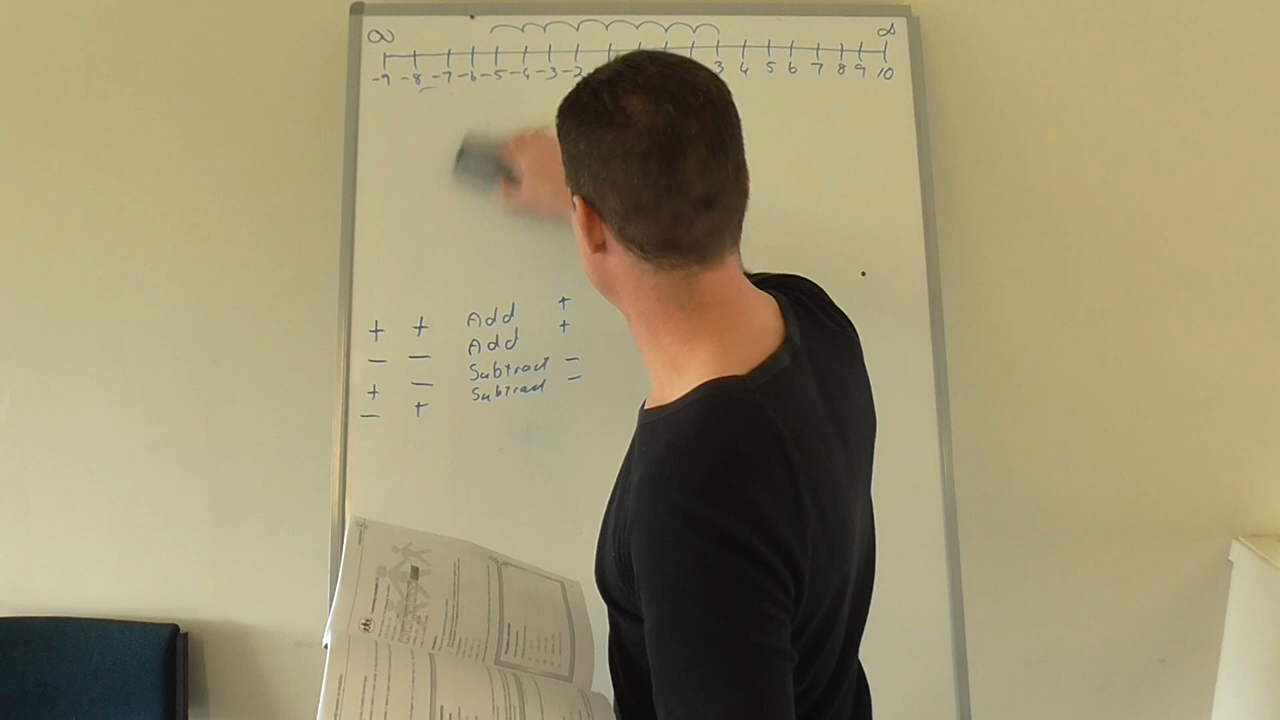 ∞ ∞
-9 -8 -7 -6 -5 -4 -3 -2 3 4 5 6 7 8 9 10
+ + Add +
- - Add +
+ - Subtract -
- + Subtract -